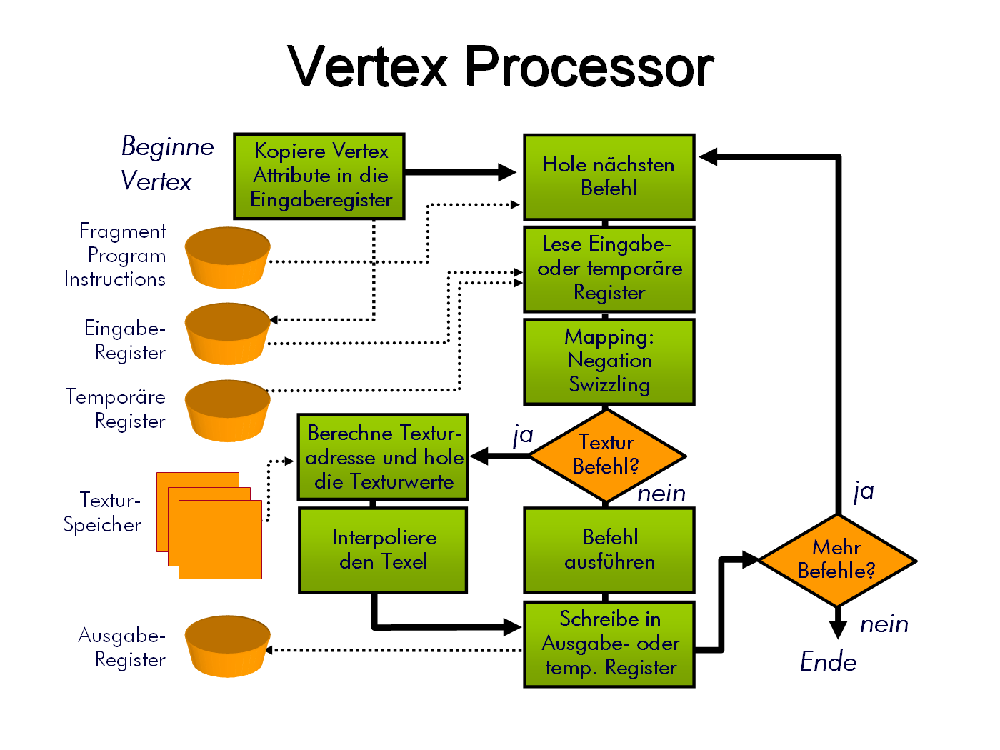 Vertex Processor
Beginne
Vertex
Kopiere Vertex
Attribute in die
Eingaberegister
Hole nächsten
Befehl
Fragment
Program
Instructions
Lese Eingabe-
oder temporäre
Register
Eingabe-
Register
Mapping:
Negation
Swizzling
Temporäre
Register
Berechne Textur-
adresse und hole
die Texturwerte
ja
Textur
Befehl?
nein
Textur-
Speicher
Interpoliere
den Texel
Befehl
ausführen
ja
Mehr
Befehle?
nein
Ende
Ausgabe-
Register
Schreibe in
Ausgabe- oder
temp. Register